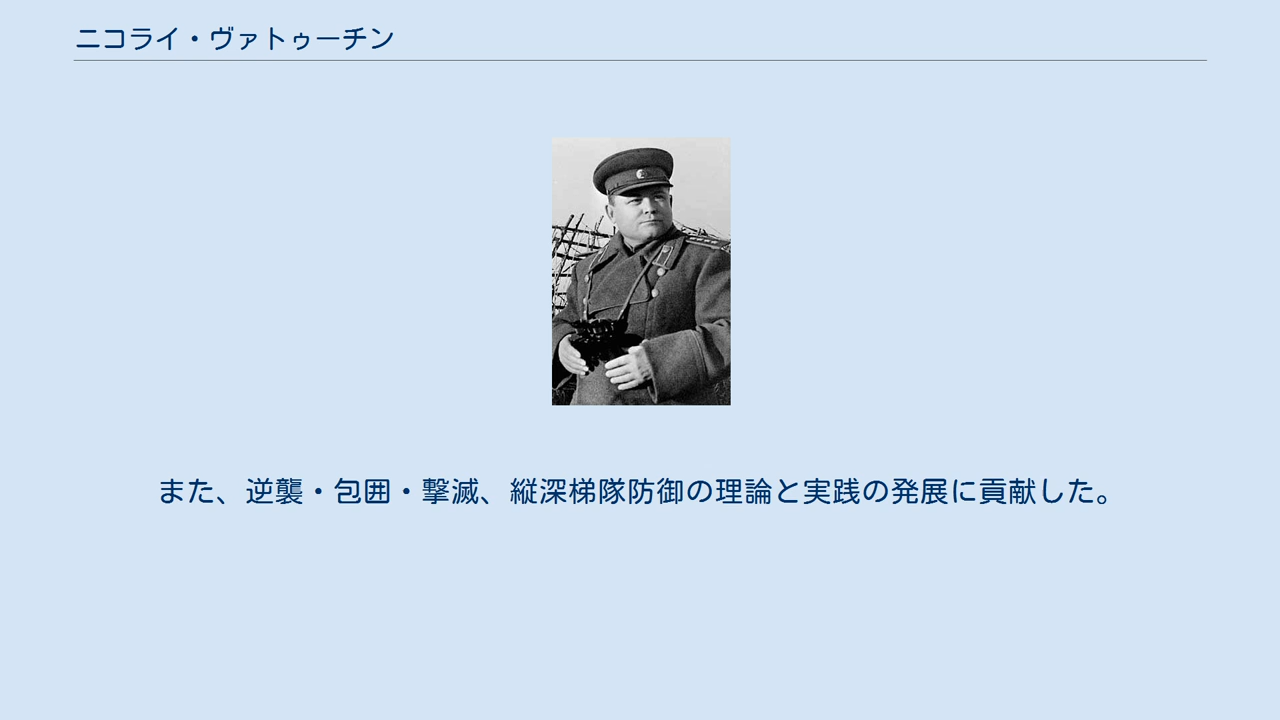 ニコライ・ヴァトゥーチン
また、逆襲・包囲・撃滅、縦深梯隊防御の理論と実践の発展に貢献した。